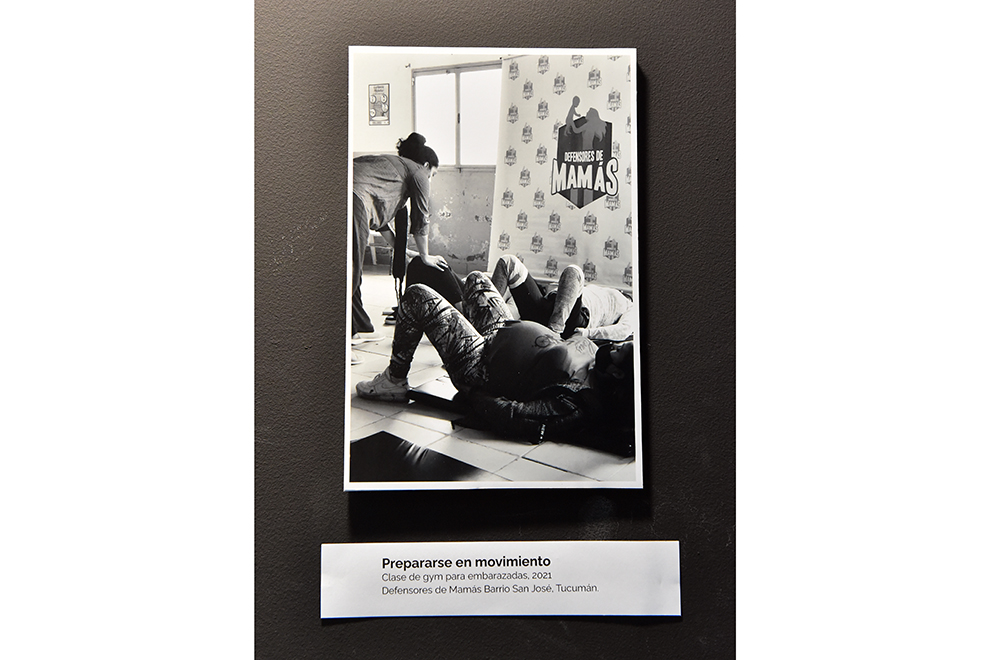 DEFENSORES DE
MAMÁS
Prepararse en movimiento
Clase de gym para embarazadas, 2021
Defensores de Mamás Barrio San José, Tucumán.